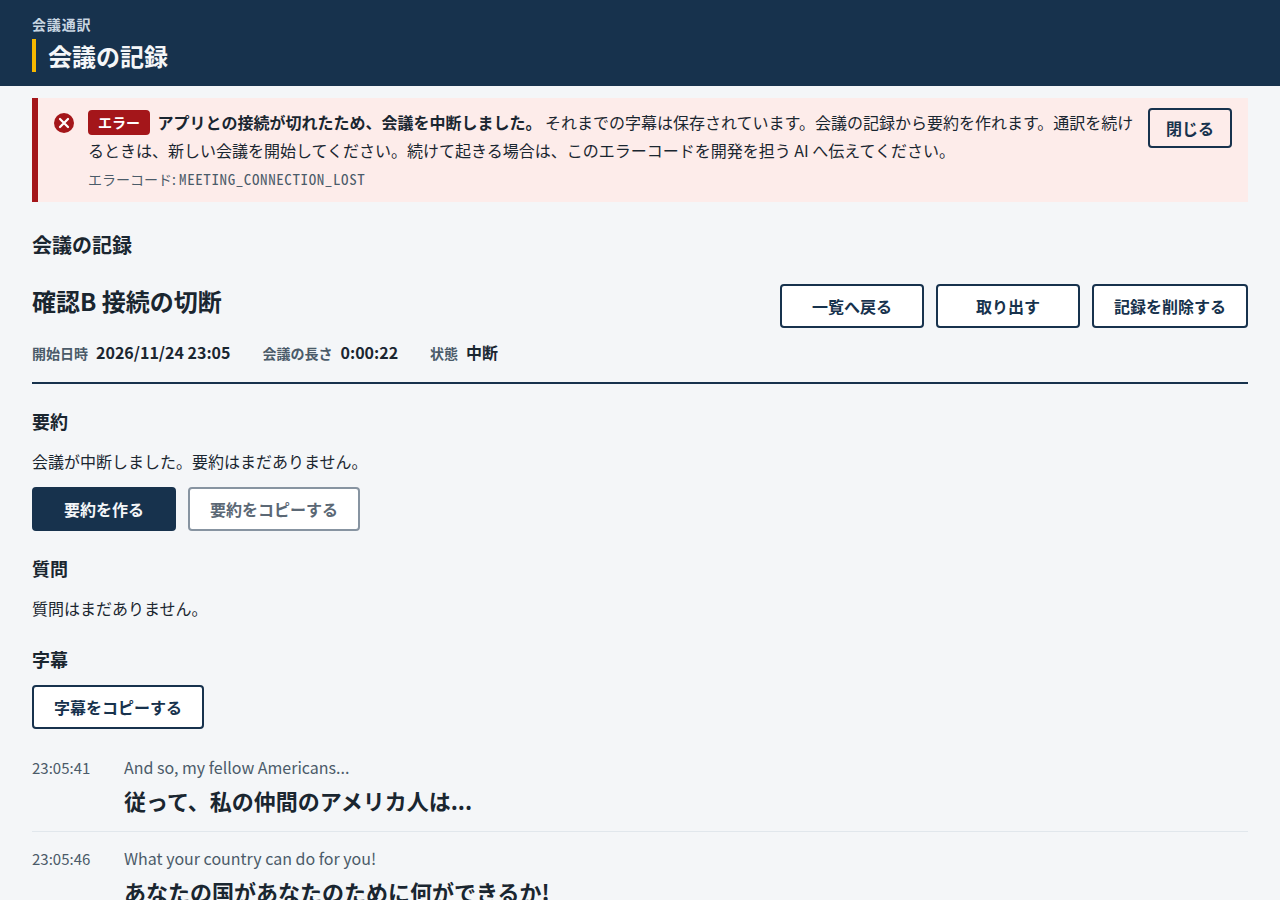 会議通訳
会議の記録
エラー アプリとの接続が切れたため、会議を中断しました。 それまでの字幕は保存されています。会議の記録から要約を作れます。通訳を続け
るときは、新しい会議を開始してください。続けて起きる場合は、このエラーコードを開発を担う AI へ伝えてください。
エラーコード: MEETING_CONNECTION_LOST
閉じる
会議の記録
確認B 接続の切断
一覧へ戻る 取り出す 記録を削除する
開始日時 2026/11/24 23:05 会議の長さ 0:00:22 状態 中断
要約
会議が中断しました。要約はまだありません。
要約を作る 要約をコピーする
質問
質問はまだありません。
字幕
字幕をコピーする
23:05:41 And so, my fellow Americans...
従って、私の仲間のアメリカ人は...
23:05:46 What your country can do for you!
あなたの国があなたのために何ができるか!